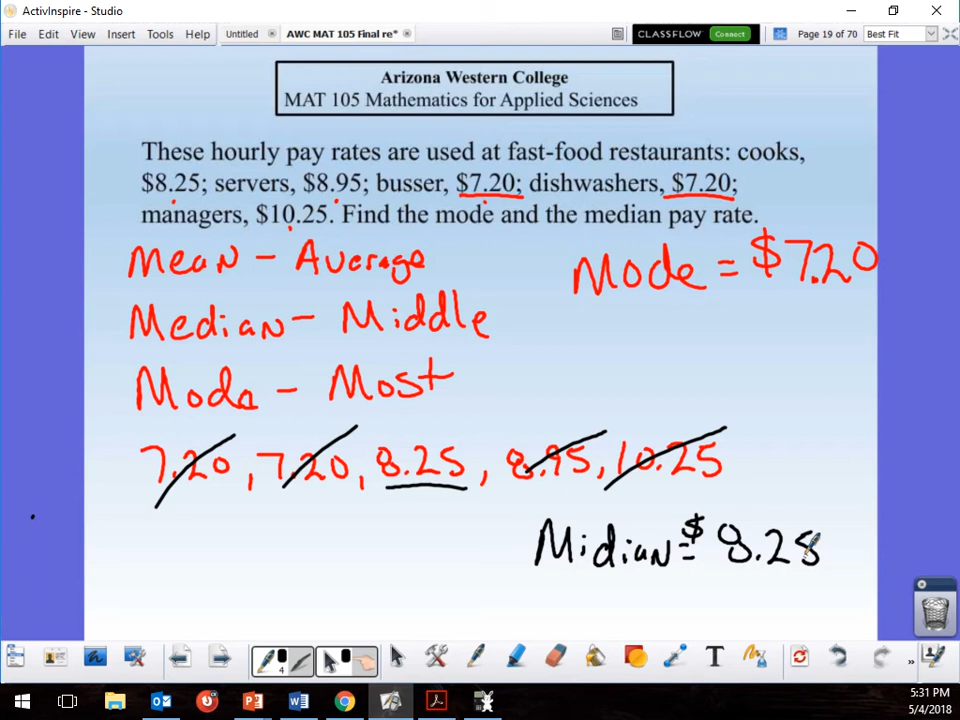 ActivInspire - Studio
File Edit View Insert Tools Help Untitled AWC MAT 105 Final re* CLASSFLOW Connect Page 19 of 70 Best Fit
Arizona Western College
MAT 105 Mathematics for Applied Sciences
These hourly pay rates are used at fast-food restaurants: cooks,
$8.25; servers, $8.95; busser, $7.20; dishwashers, $7.20;
managers, $10.25. Find the mode and the median pay rate.
Mean - Average
Mode = $7.20
Median - Middle
Mode - Most
7.20, 7.20, 8.25, 8.95, 10.25
Midian = $ 8.25
4 T »
5:31 PM
5/4/2018